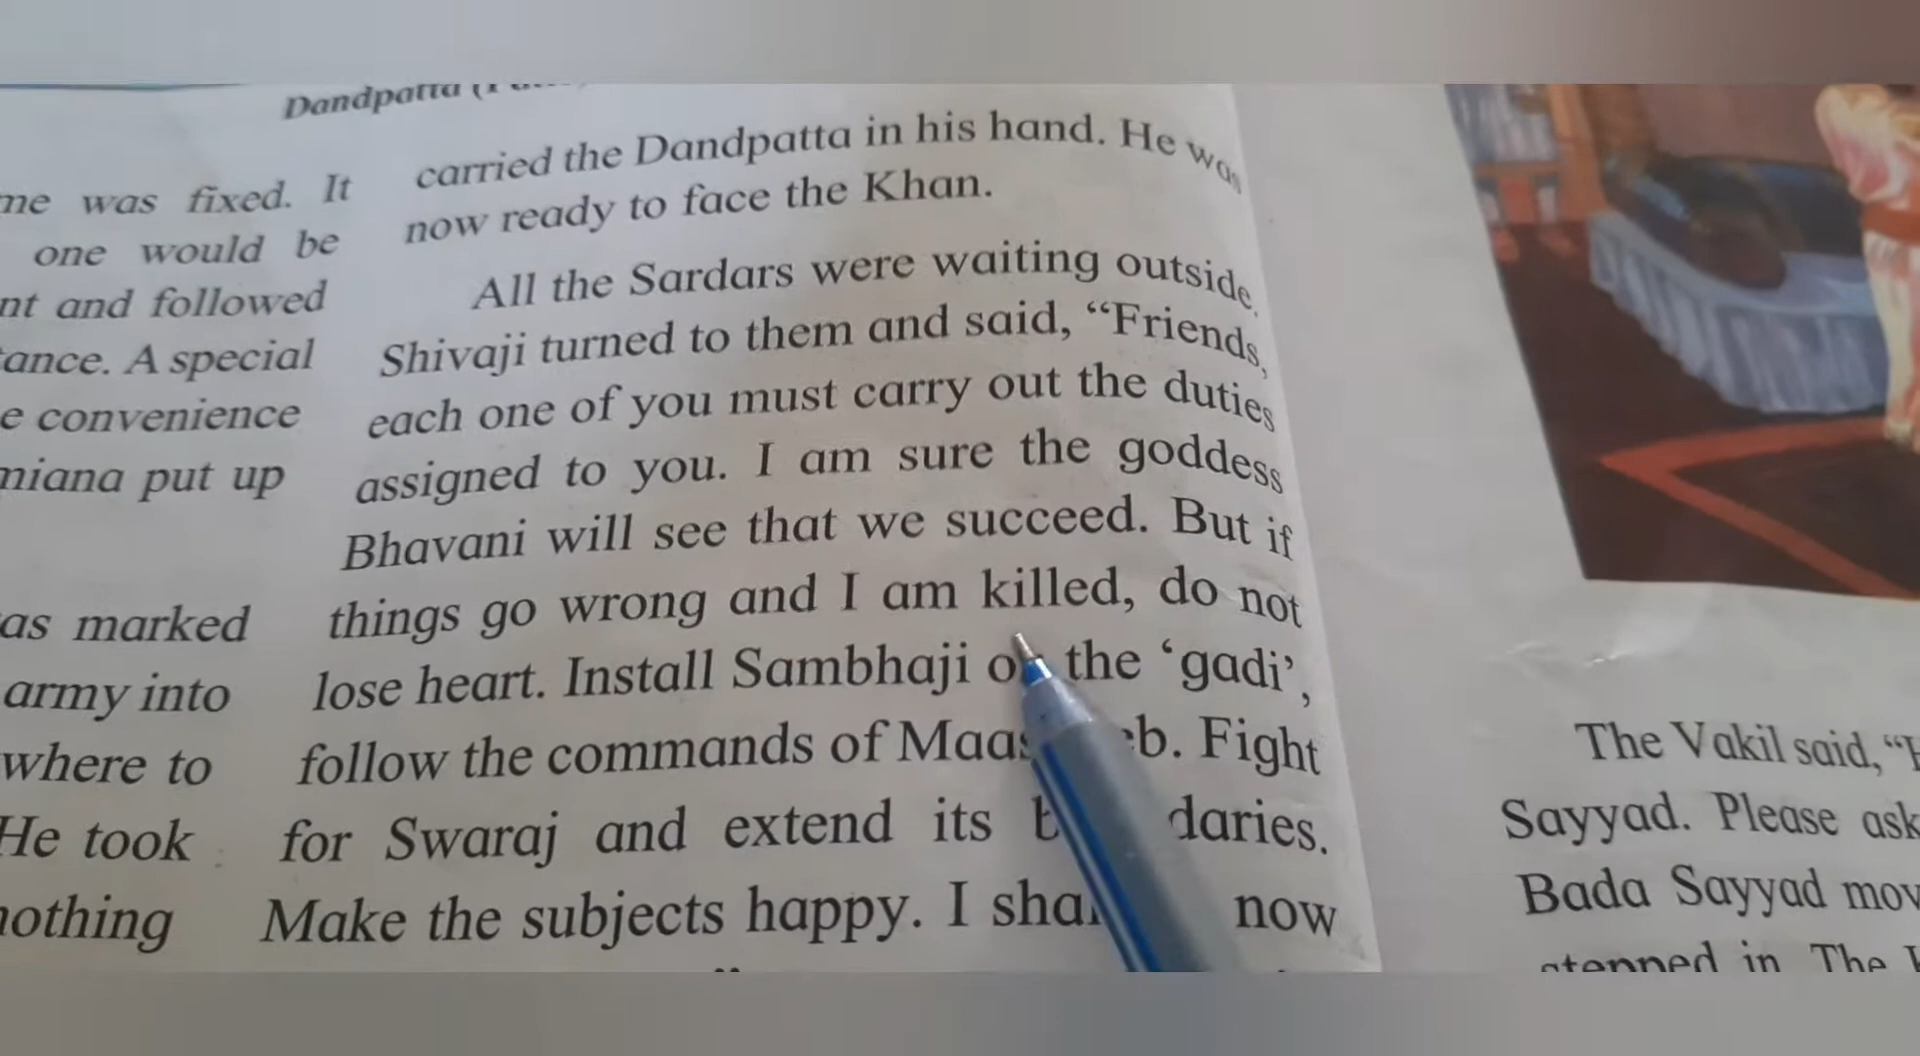 Dandpatta
me was fixed. It
one would be
nt and followed
ance. A special
e convenience
miana put up
as marked
army into
where to
He took
nothing
carried the Dandpatta in his hand. He was
now ready to face the Khan.
All the Sardars were waiting outside.
Shivaji turned to them and said, “Friends,
each one of you must carry out the duties
assigned to you. I am sure the goddess
Bhavani will see that we succeed. But if
things go wrong and I am killed, do not
lose heart. Install Sambhaji the ‘gadi’,
follow the commands of Fight
for Swaraj and extend its daries.
Make the subjects happy. I now
The Vakil said, “
Sayyad. Please ask
Bada Sayyad mov
stepped in. The